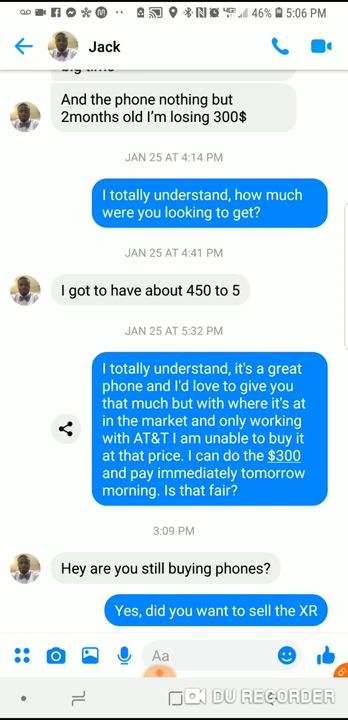 46% 5:06 PM
Jack
big time
And the phone nothing but
2months old I'm losing 300$
JAN 25 AT 4:14 PM
I totally understand, how much
were you looking to get?
JAN 25 AT 4:41 PM
I got to have about 450 to 5
JAN 25 AT 5:32 PM
I totally understand, it's a great
phone and I'd love to give you
that much but with where it's at
in the market and only working
with AT&T I am unable to buy it
at that price. I can do the $300
and pay immediately tomorrow
morning. Is that fair?
3:09 PM
Hey are you still buying phones?
Yes, did you want to sell the XR
Aa
DU RECORDER